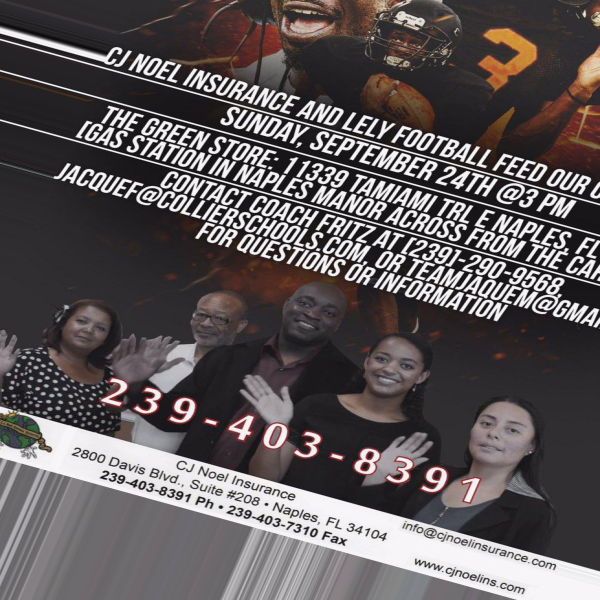 CJ NOEL INSURANCE AND LELY FOOTBALL FEED OUR
SUNDAY, SEPTEMBER 24TH @3 PM
THE GREEN STORE: 11339 TAMIAMI TRL E NAPLES, FL
[GAS STATION IN NAPLES MANOR ACROSS FROM THE
CONTACT COACH FRITZ AT [239]-290-9568
JACQUEF@COLLIERSCHOOLS.COM, OR TEAMJAQUEM@GMA
FOR QUESTIONS OR INFORMATION
3
239-403-8391
CJ Noel Insurance
2800 Davis Blvd., Suite #208 • Naples, FL 34104
239-403-8391 Ph • 239-403-7310 Fax
info@cjnoelinsurance.com
www.cjnoelins.com